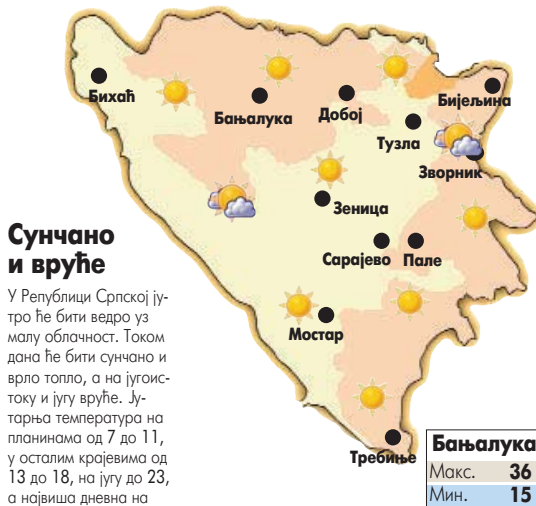 Бихаћ
Бањалука
Добој
Бијељина
Тузла
Зворник
Зеница
Сарајево
Пале
Мостар
Требиње
Сунчано
и вруће
У Републици Српској ју-
тро ће бити ведро уз
малу облачност. Током
дана ће бити сунчано и
врло топло, а на југоис-
току и југу вруће. Ју-
тарња температура на
планинама од 7 до 11,
у осталим крајевима од
13 до 18, на југу до 23,
а највиша дневна на
Бањалука
Макс. 36
Мин. 15